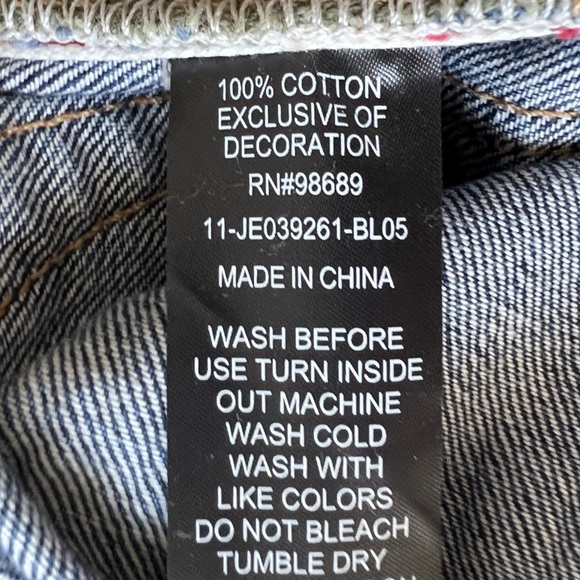 100% COTTON
EXCLUSIVE OF
DECORATION
RN#98689
11-JE039261-BL05
MADE IN CHINA
WASH BEFORE
USE TURN INSIDE
OUT MACHINE
WASH COLD
WASH WITH
LIKE COLORS
DO NOT BLEACH
TUMBLE DRY